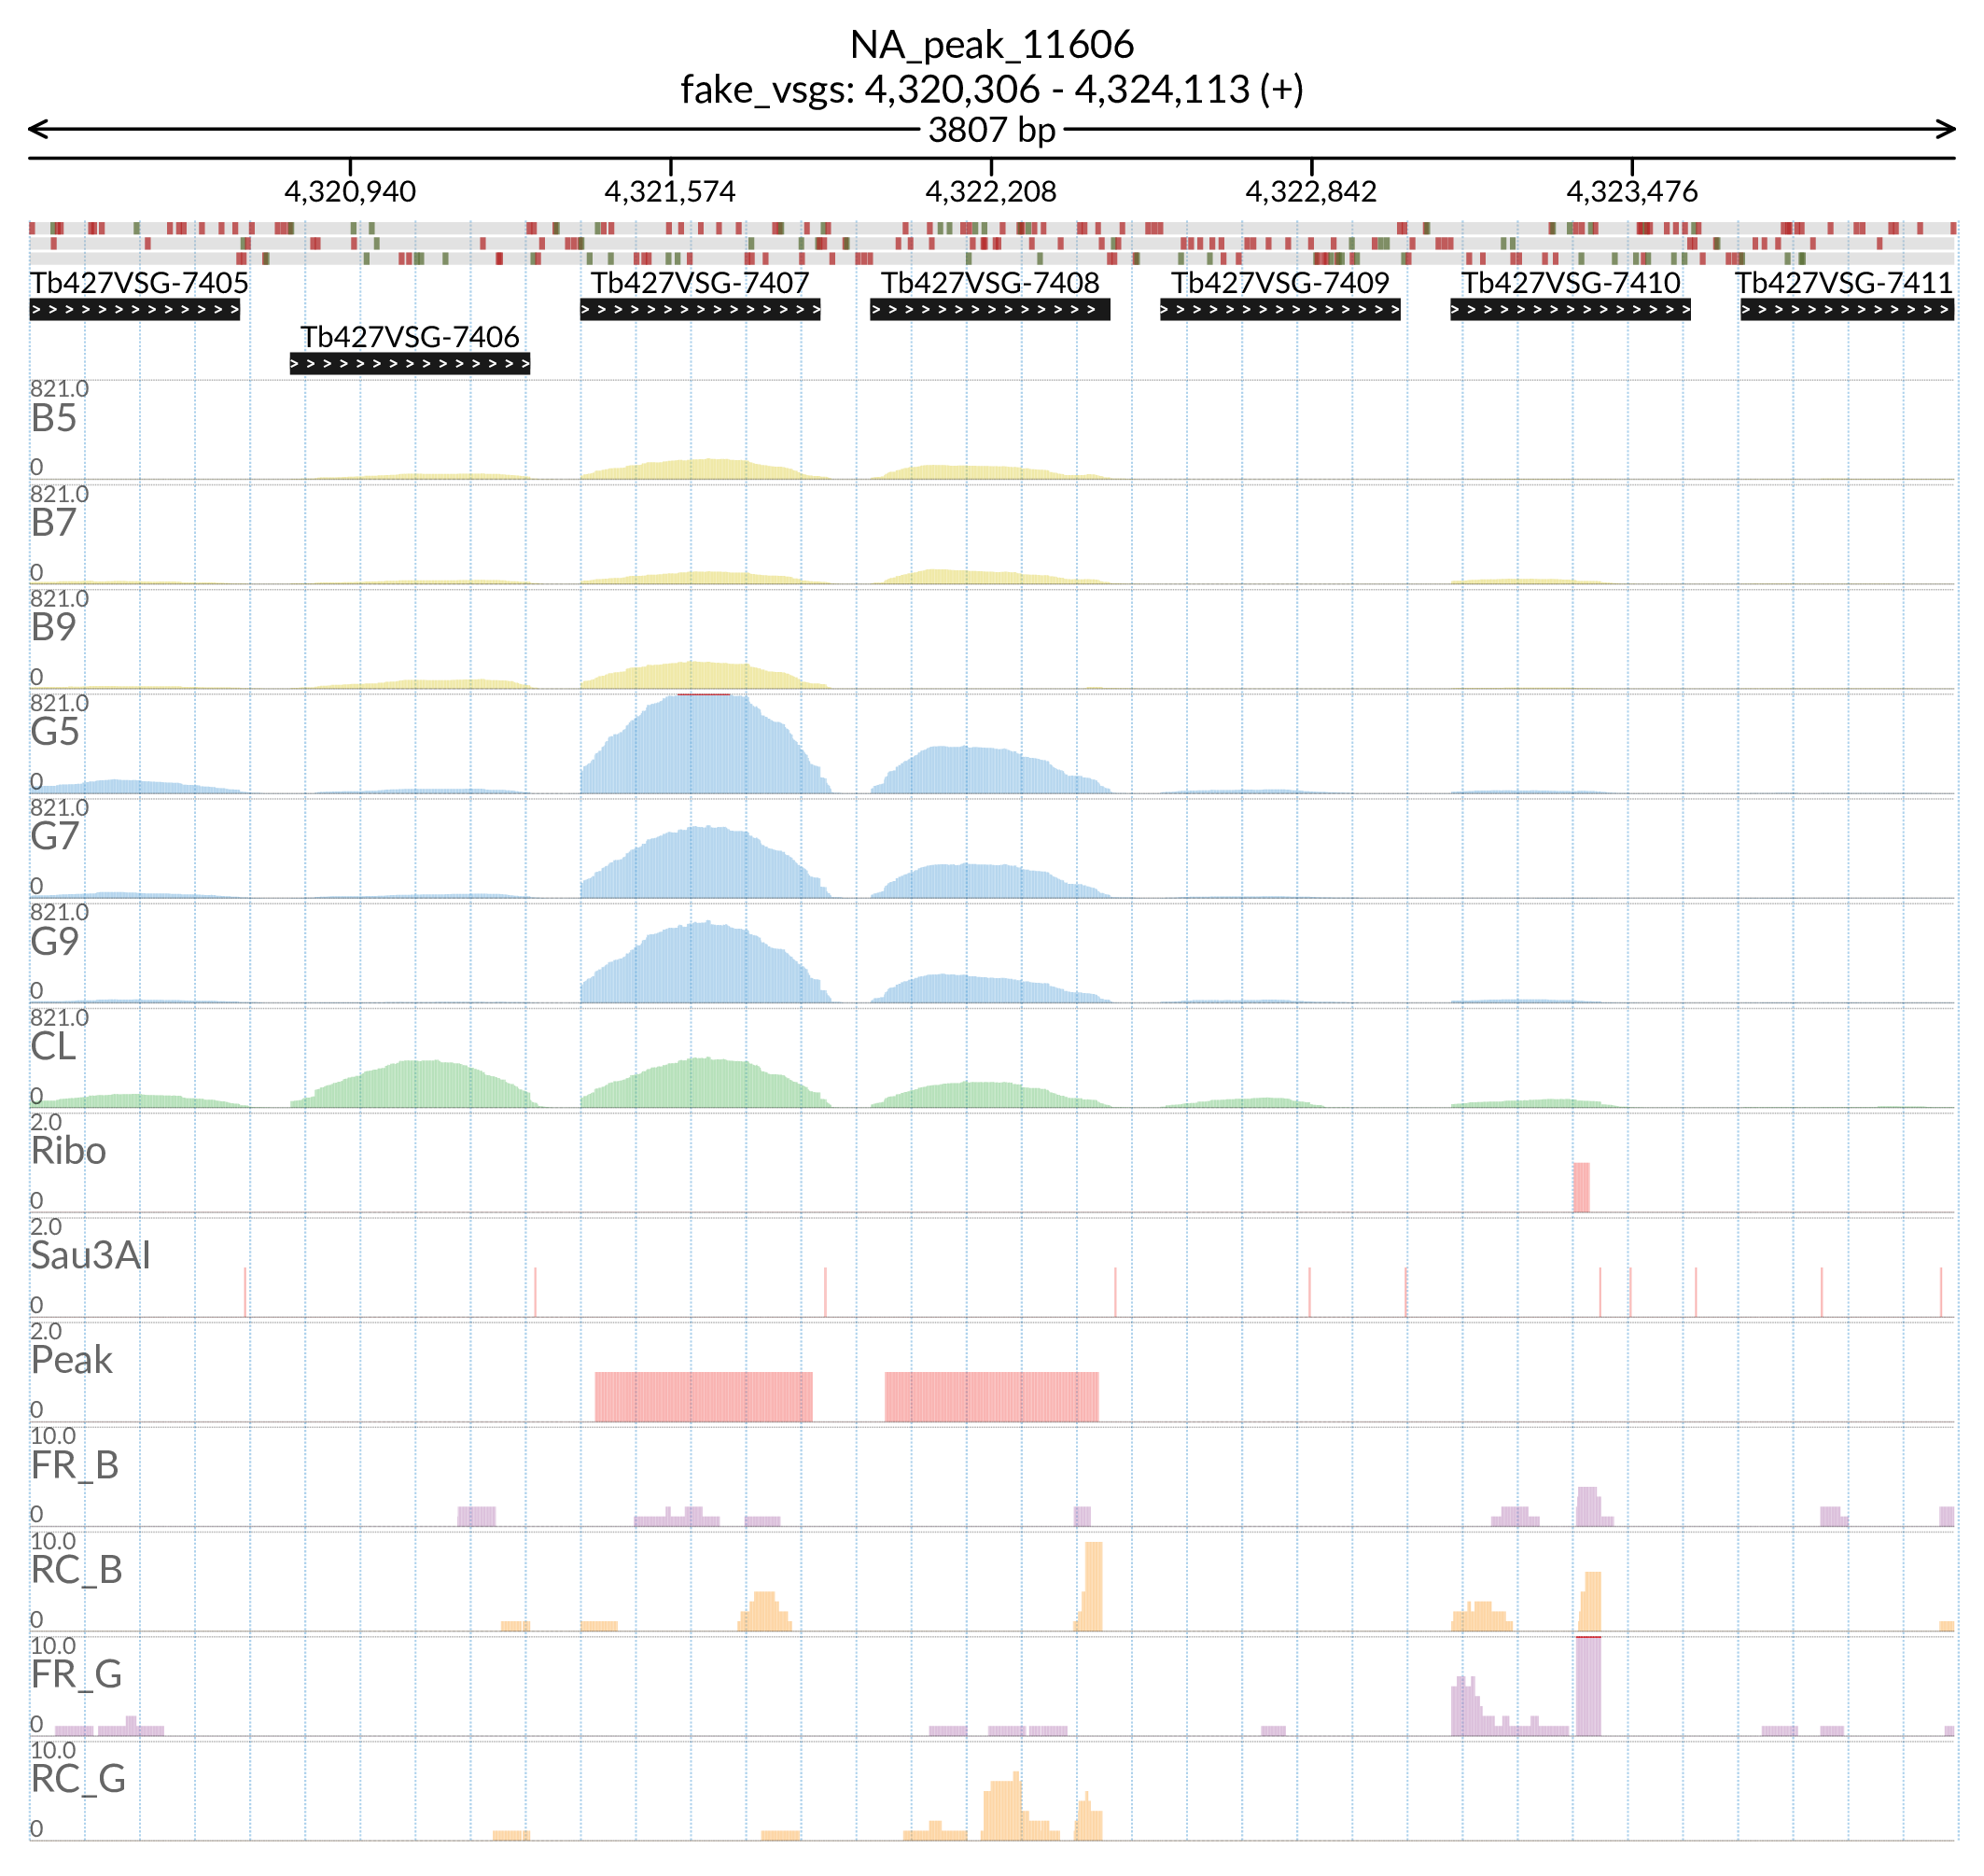 NA_peak_11606
fake_vsgs: 4,320,306 - 4,324,113 (+)
3807 bp
4,320,940 4,321,574 4,322,208 4,322,842 4,323,476
Tb427VSG-7405 Tb427VSG-7407 Tb427VSG-7408 Tb427VSG-7409 Tb427VSG-7410 Tb427VSG-7411
Tb427VSG-7406
821.0
B5
0
821.0
B7
0
821.0
B9
0
821.0
G5
0
821.0
G7
0
821.0
G9
0
821.0
CL
0
2.0
Ribo
0
2.0
Sau3AI
0
2.0
Peak
0
10.0
FR_B
0
10.0
RC_B
0
10.0
FR_G
0
10.0
RC_G
0